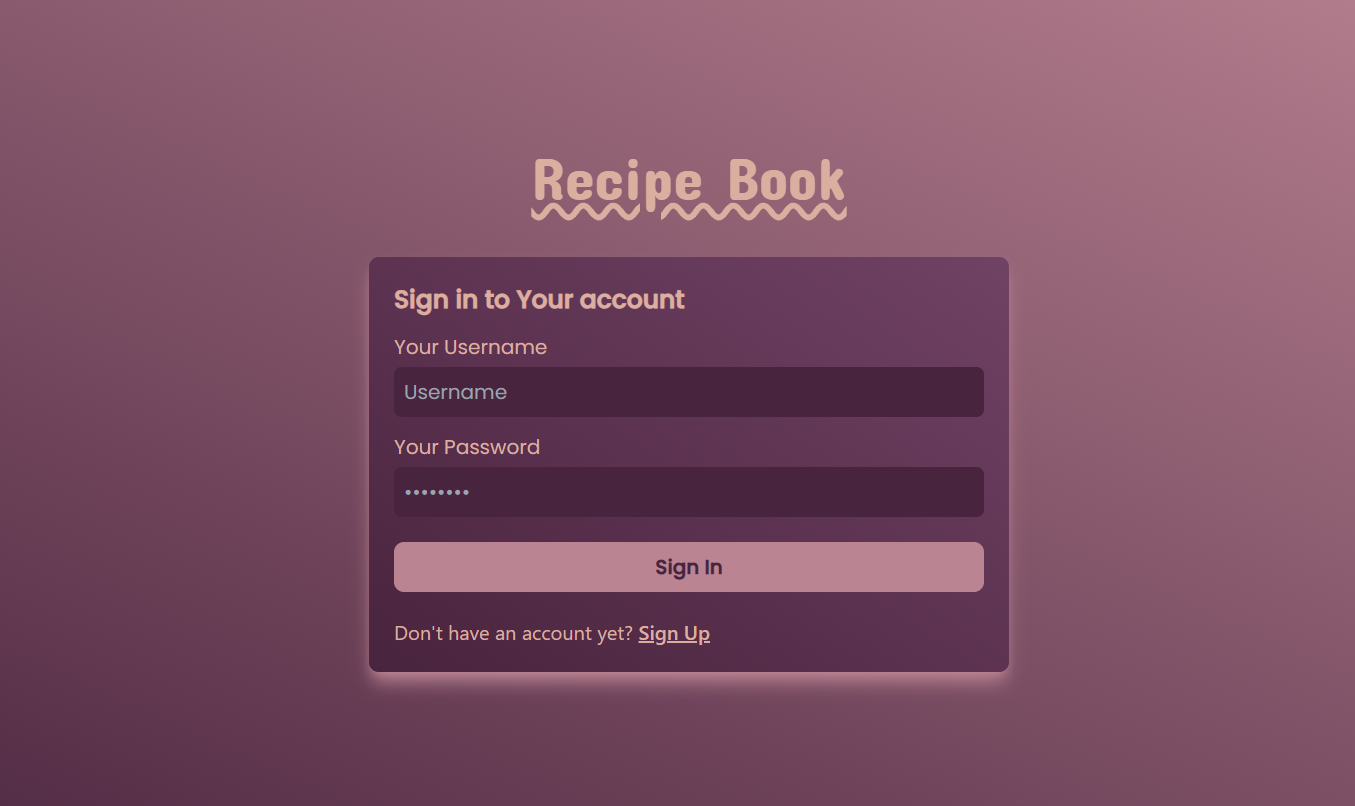 Recipe Book
Sign in to Your account
Your Username
Username
Your Password
••••••••
Sign In
Don't have an account yet? Sign Up